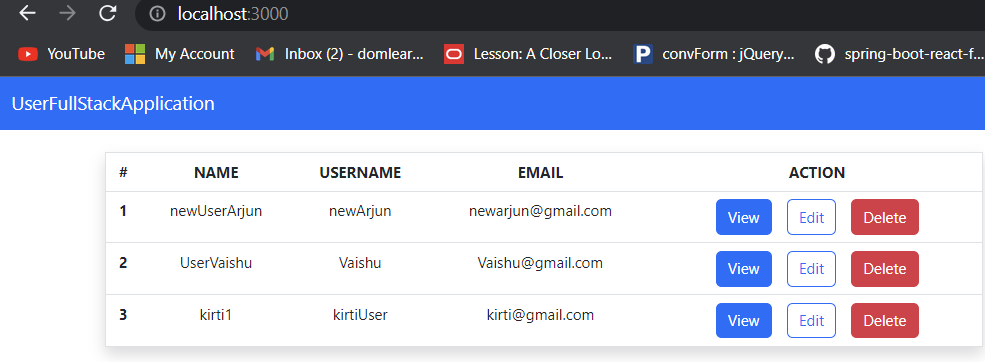 localhost:3000
YouTube My Account Inbox (2) - domlear... Lesson: A Closer Lo... convForm : jQuery... spring-boot-react-f...
UserFullStackApplication
# NAME USERNAME EMAIL ACTION
1 newUserArjun newArjun newarjun@gmail.com View Edit Delete
2 UserVaishu Vaishu Vaishu@gmail.com View Edit Delete
3 kirti1 kirtiUser kirti@gmail.com View Edit Delete